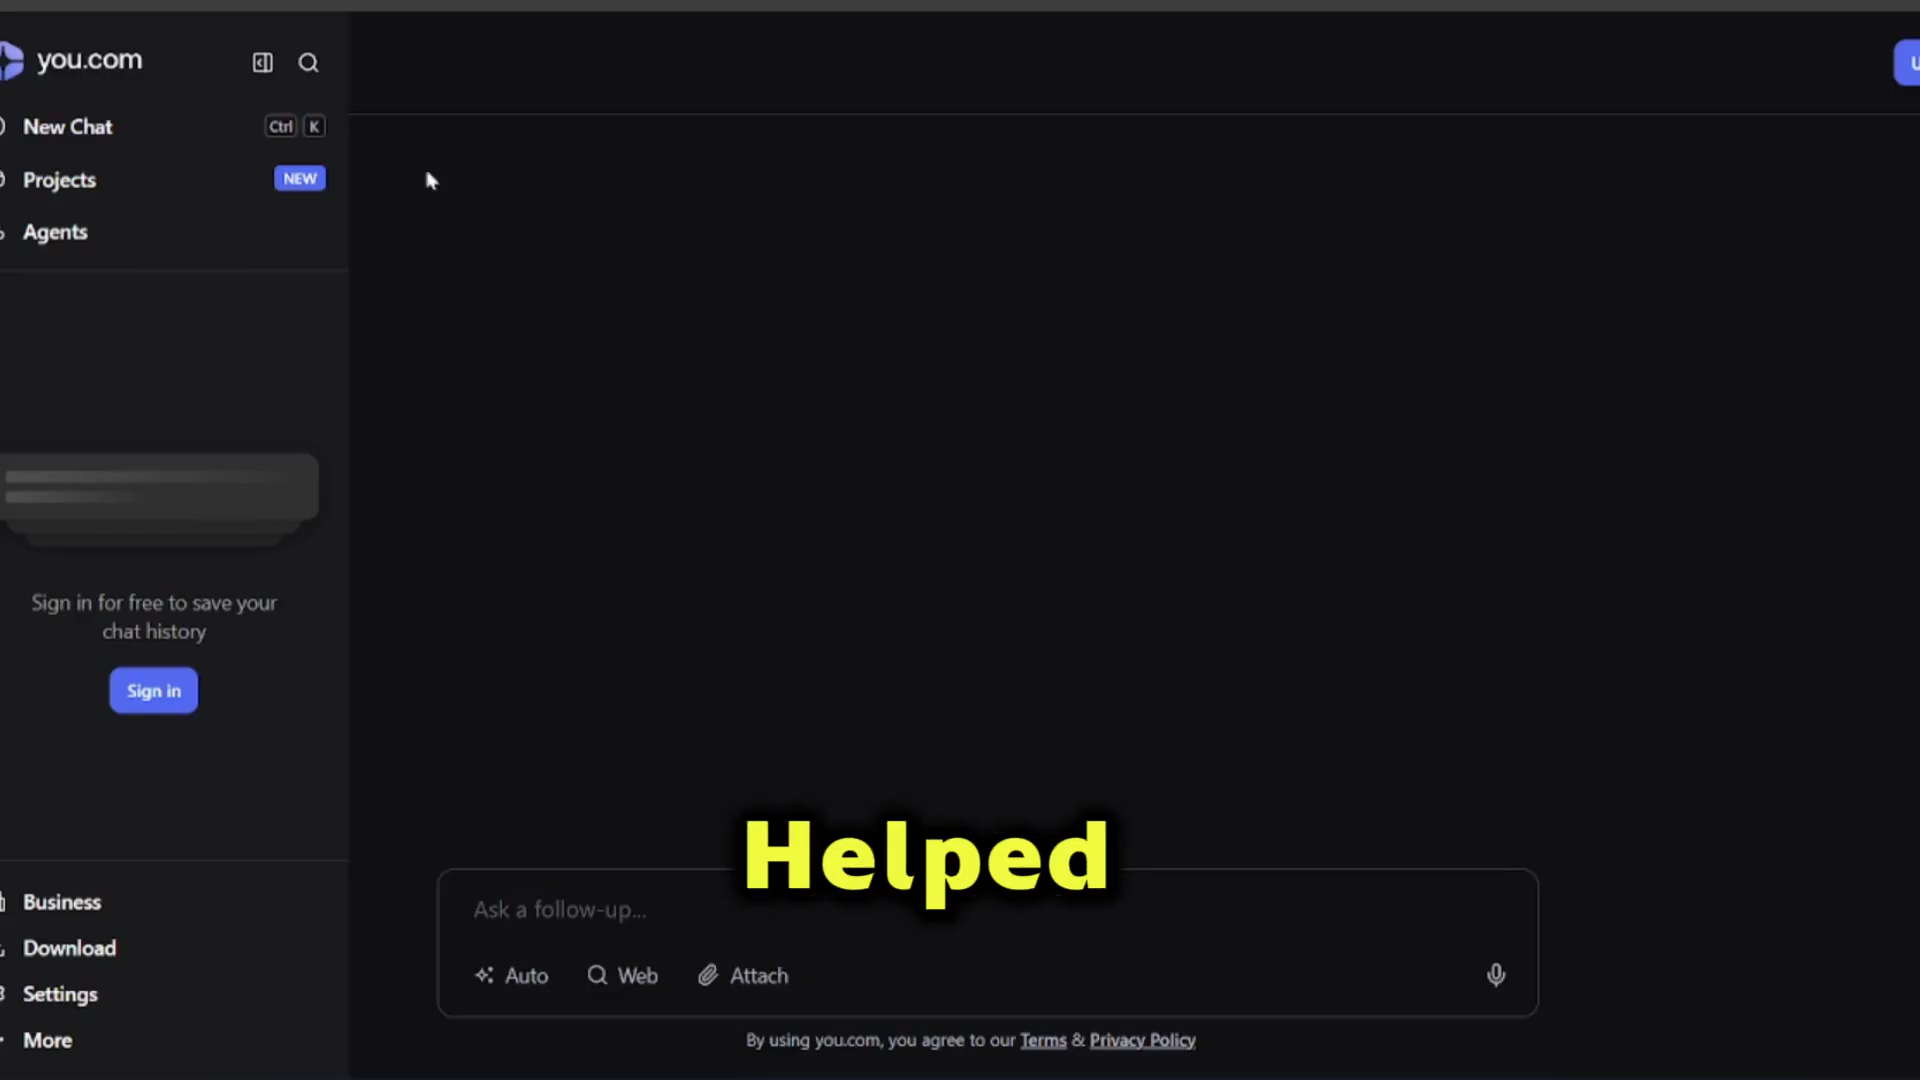 you.com
New Chat
Ctrl K
Projects
NEW
Agents
Sign in for free to save your
chat history
Sign in
Business
Download
Settings
More
Helped
Ask a follow-up...
Auto
Web
Attach
By using you.com, you agree to our Terms & Privacy Policy